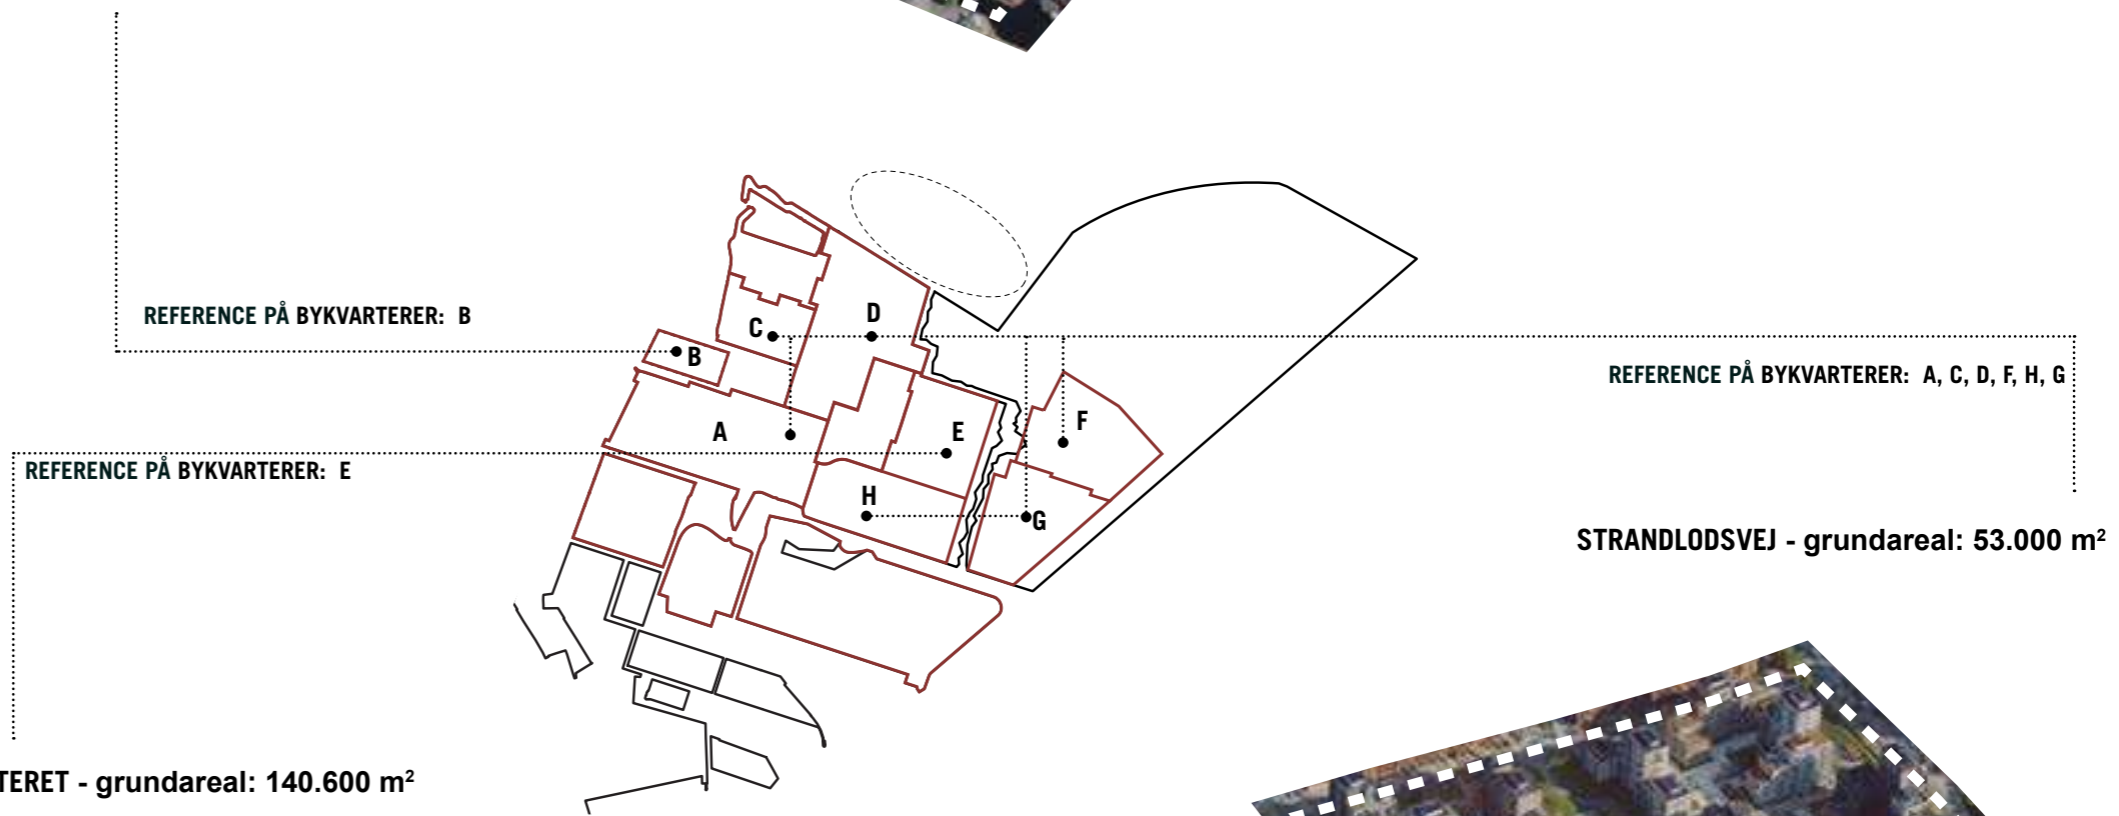 REFERENCE PÅ BYKVARTERER: B
D
C
B
REFERENCE PÅ BYKVARTERER: A, C, D, F, H, G
A
E
F
REFERENCE PÅ BYKVARTERER: E
H
G
STRANDLODSVEJ - grundareal: 53.000 m²
TERET - grundareal: 140.600 m²